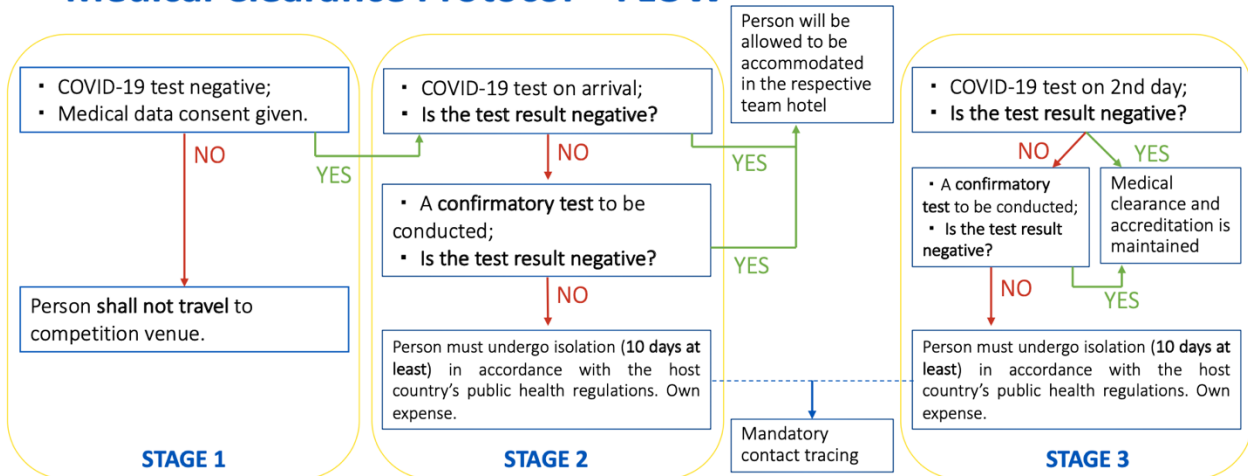 Medical Clearance Protocol - FLOW
▪ COVID-19 test negative;
▪ Medical data consent given.
NO
YES
Person shall not travel to
competition venue.
STAGE 1
▪ COVID-19 test on arrival;
▪ Is the test result negative?
NO
YES
▪ A confirmatory test to be
conducted;
▪ Is the test result negative?
NO
YES
Person must undergo isolation (10 days at
least) in accordance with the host
country's public health regulations. Own
expense.
STAGE 2
Person will be
allowed to be
accommodated
in the respective
team hotel
Mandatory
contact tracing
▪ COVID-19 test on 2nd day;
▪ Is the test result negative?
NO
YES
▪ A confirmatory
test to be conducted;
▪ Is the test result
negative?
Medical
clearance and
accreditation is
maintained
NO
YES
Person must undergo isolation (10 days at
least) in accordance with the host
country's public health regulations. Own
expense.
STAGE 3